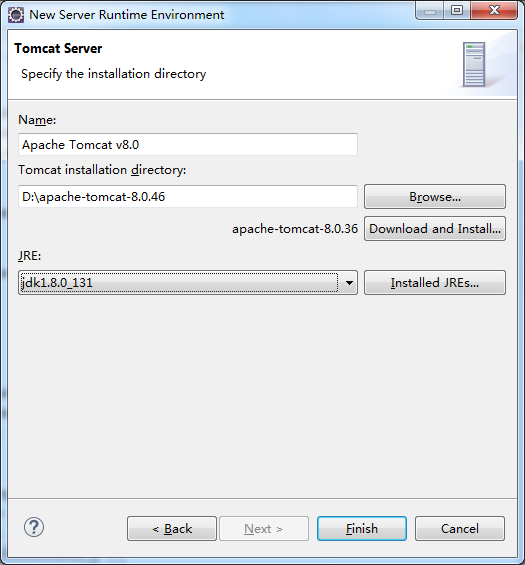 New Server Runtime Environment
Tomcat Server
Specify the installation directory
Name:
Apache Tomcat v8.0
Tomcat installation directory:
D:\apache-tomcat-8.0.46
Browse...
apache-tomcat-8.0.36
Download and Install...
JRE:
jdk1.8.0_131
Installed JREs...
?
< Back
Next >
Finish
Cancel